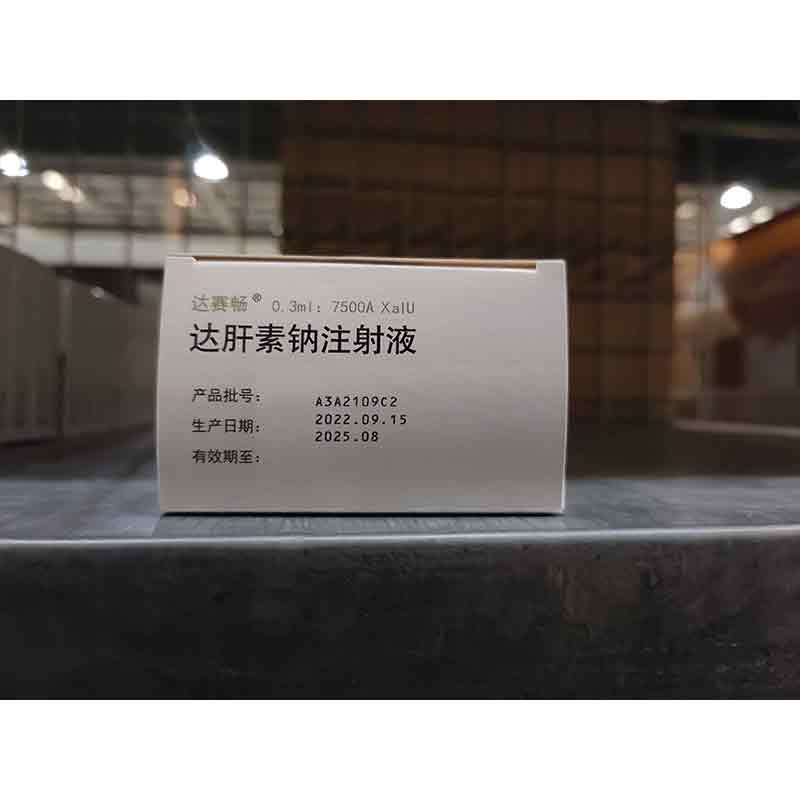 达赛畅® 0.3ml: 7500A XaIU
达肝素钠注射液
产品批号: A3A2109C2
生产日期: 2022.09.15
有效期至: 2025.08